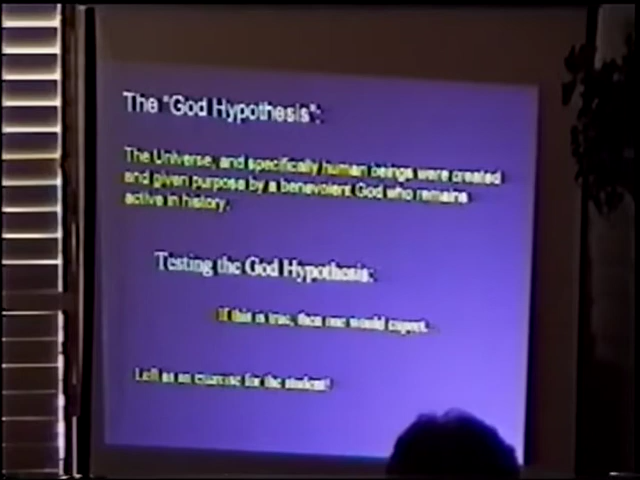 The "God Hypothesis":
The Universe, and specifically human beings were created
and given purpose by a benevolent God who remains
active in history.
Testing the God Hypothesis:
If this is true, then one would expect..
Left as an exercise for the student!